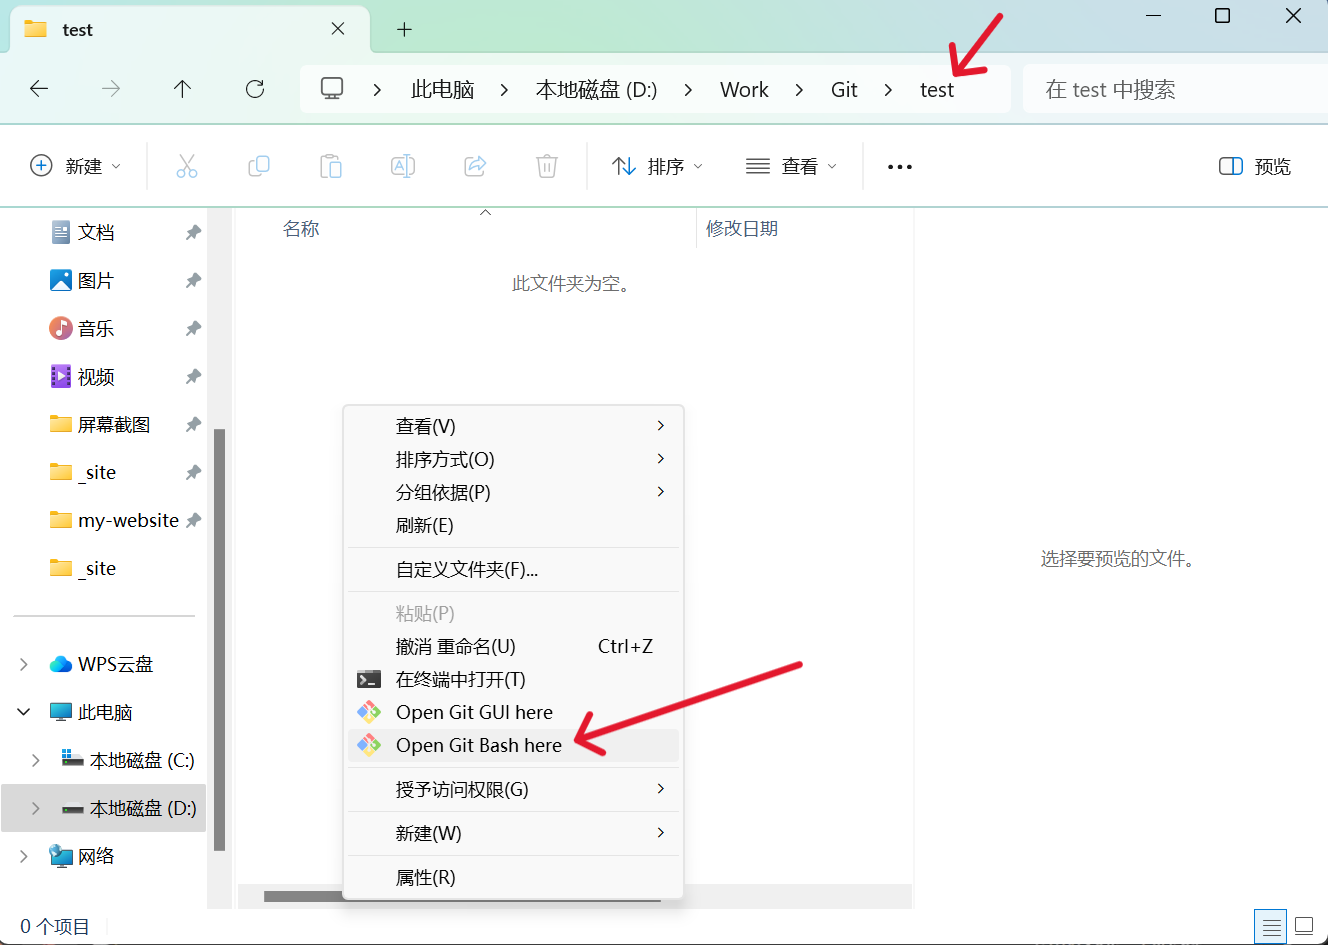 test
此电脑 本地磁盘 (D:) Work Git test
在 test 中搜索
新建 排序 查看 预览
名称 修改日期
此文件夹为空。
文档
图片
音乐
视频
屏幕截图
_site
my-website
_site
WPS云盘
此电脑
本地磁盘 (C:)
本地磁盘 (D:)
网络
查看(V)
排序方式(O)
分组依据(P)
刷新(E)
自定义文件夹(F)...
粘贴(P)
撤消 重命名(U) Ctrl+Z
在终端中打开(T)
Open Git GUI here
Open Git Bash here
授予访问权限(G)
新建(W)
属性(R)
选择要预览的文件。
0 个项目